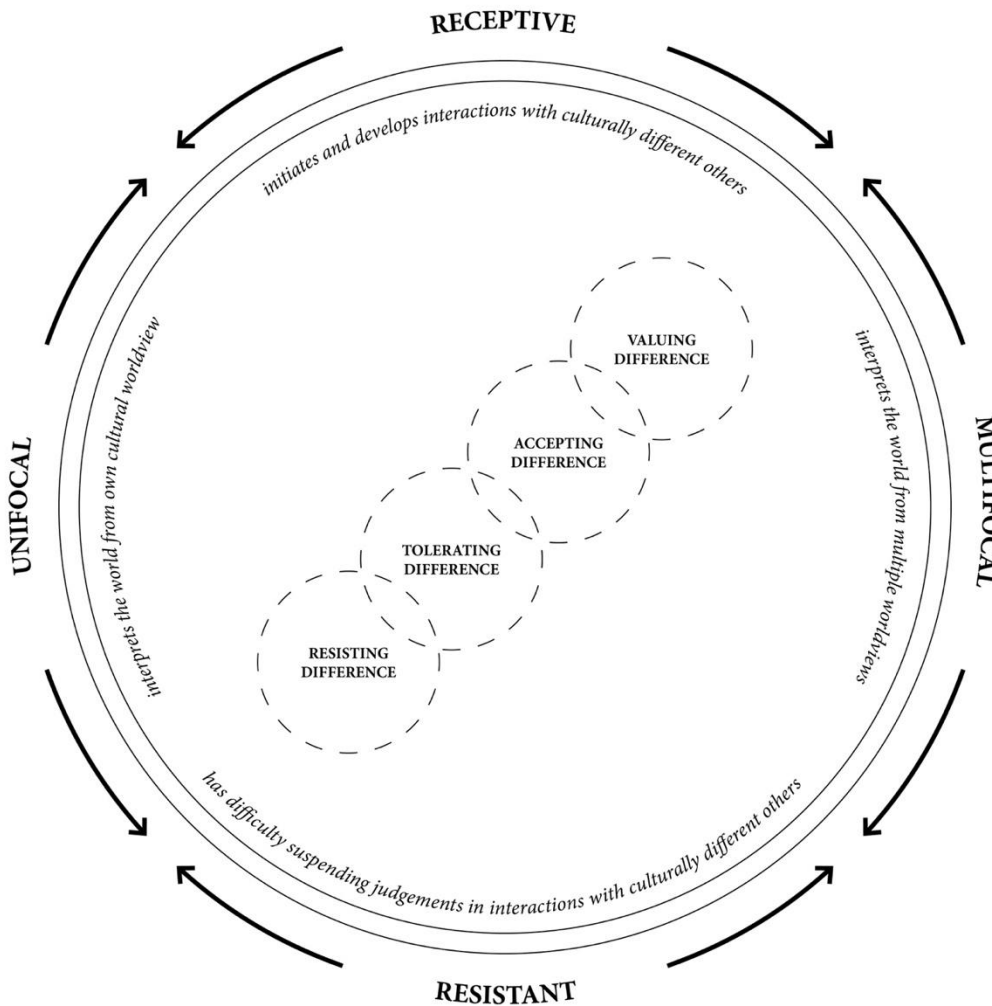 RECEPTIVE
initiates and develops interactions with culturally different others
VALUING
DIFFERENCE
ACCEPTING
DIFFERENCE
UNIFOCAL
interprets the world from own cultural worldview
interprets the world from multiple worldviews
MULTIFOCAL
TOLERATING
DIFFERENCE
RESISTING
DIFFERENCE
has difficulty suspending judgements in interactions with culturally different others
RESISTANT